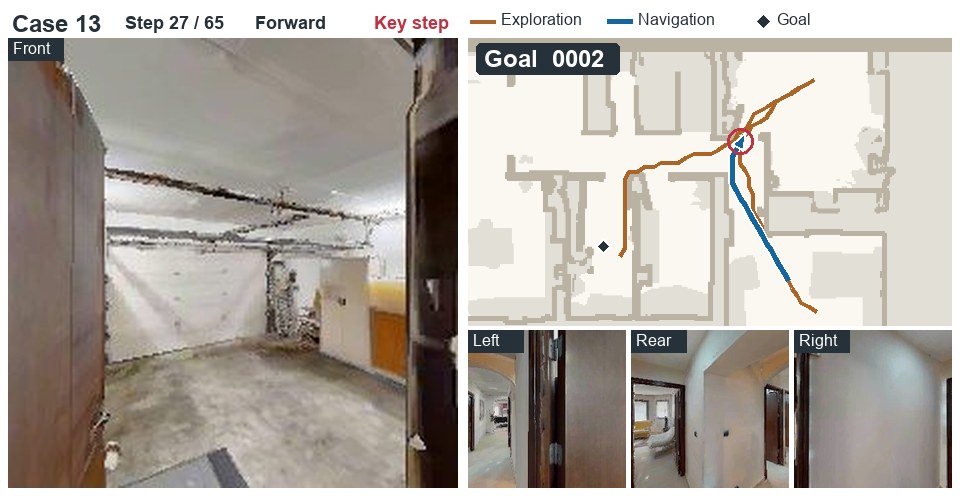 Case 13 Step 27 / 65 Forward Key step
Exploration Navigation Goal
Front
Goal 0002
Left
Rear
Right